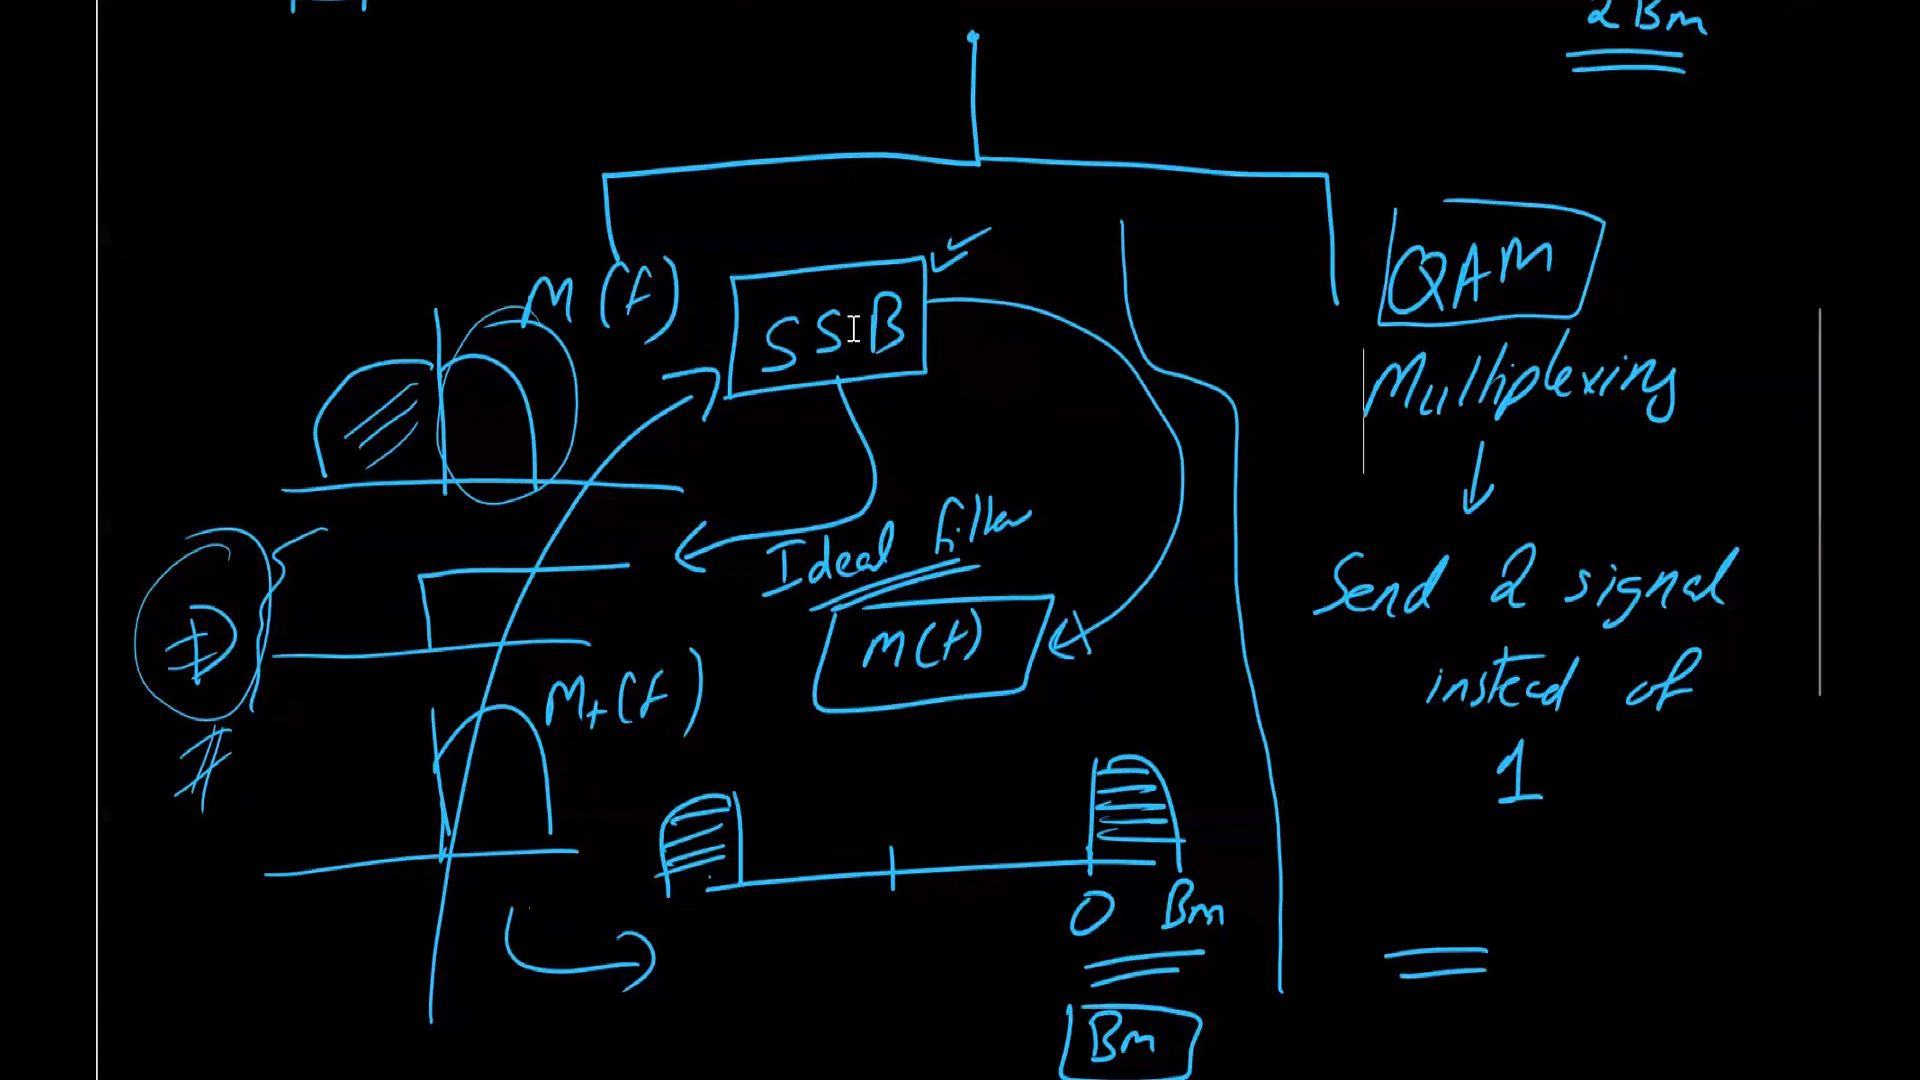 2Bm
M(f)
SSB
QAM
Multiplexing
Ideal filter
Send 2 signal
m(t)
instead of
M+(f)
1
0 Bm
Bm